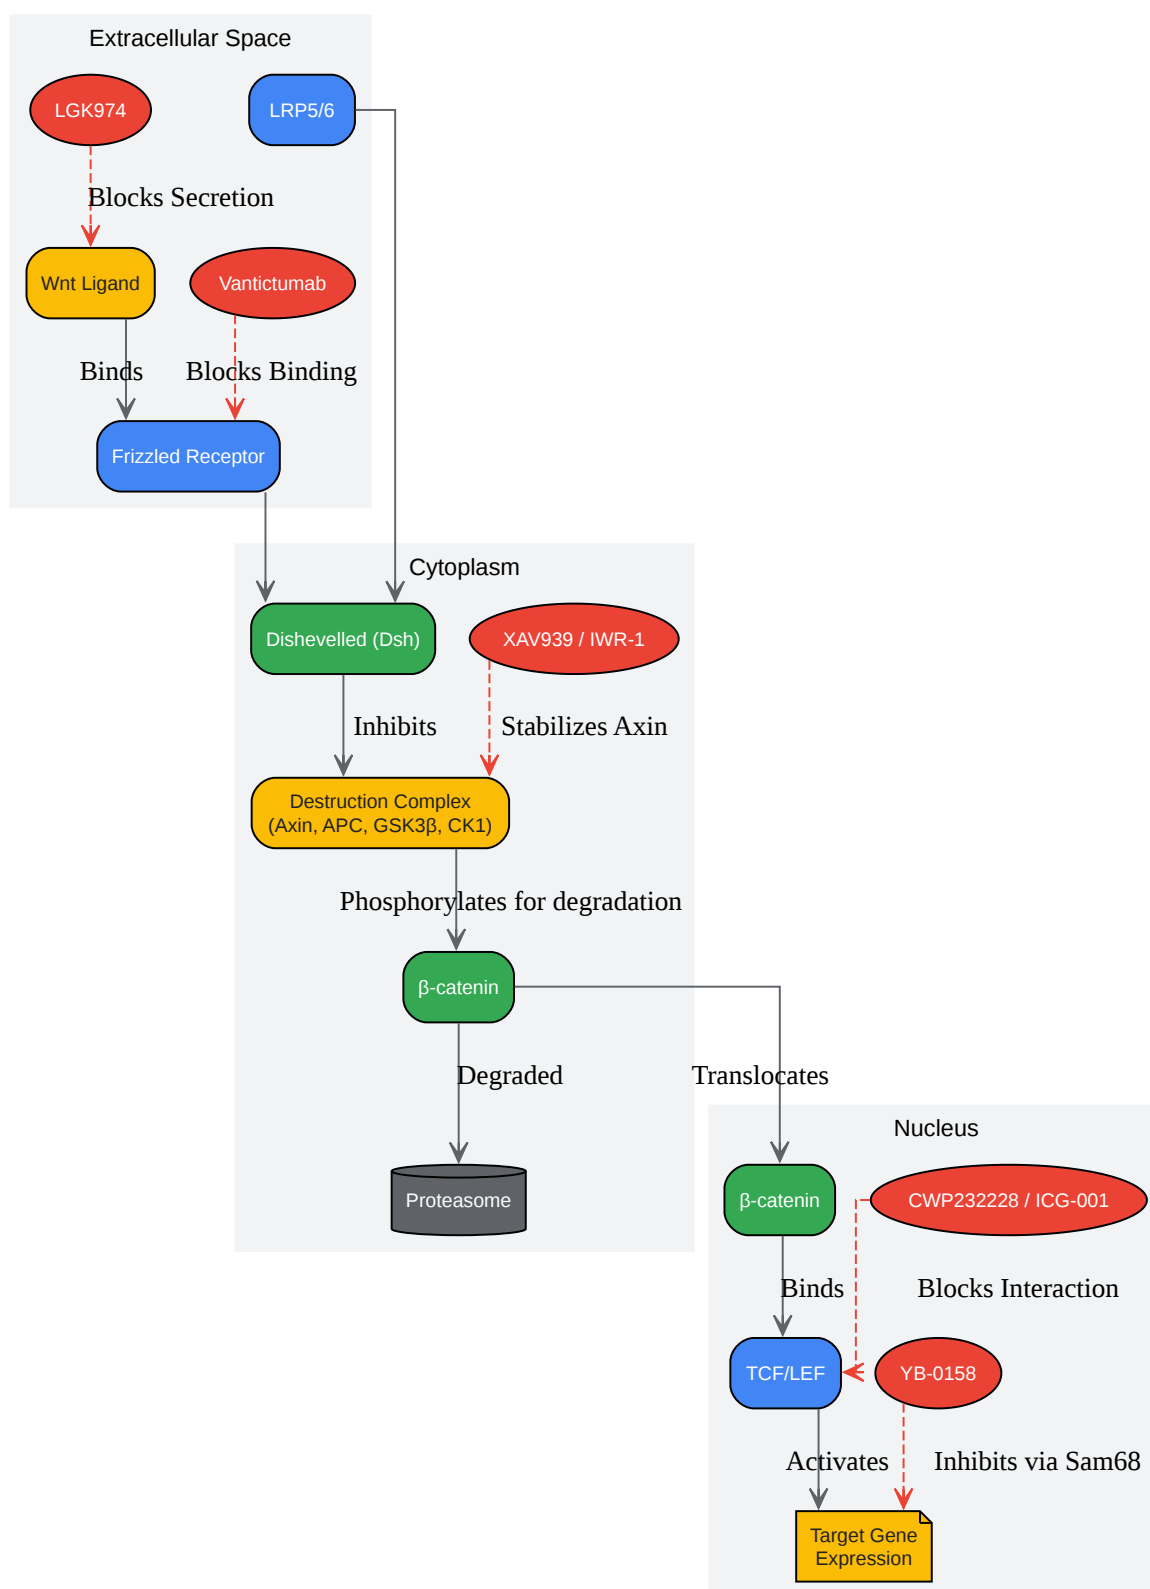 Extracellular Space
LGK974
LRP5/6
Blocks Secretion
Wnt Ligand
Vantictumab
Binds
Blocks Binding
Frizzled Receptor
Cytoplasm
Dishevelled (Dsh)
XAV939 / IWR-1
Inhibits
Stabilizes Axin
Destruction Complex
(Axin, APC, GSK3β, CK1)
Phosphorylates for degradation
β-catenin
Degraded
Translocates
Proteasome
Nucleus
β-catenin
CWP232228 / ICG-001
Binds
Blocks Interaction
TCF/LEF
YB-0158
Activates
Inhibits via Sam68
Target Gene
Expression